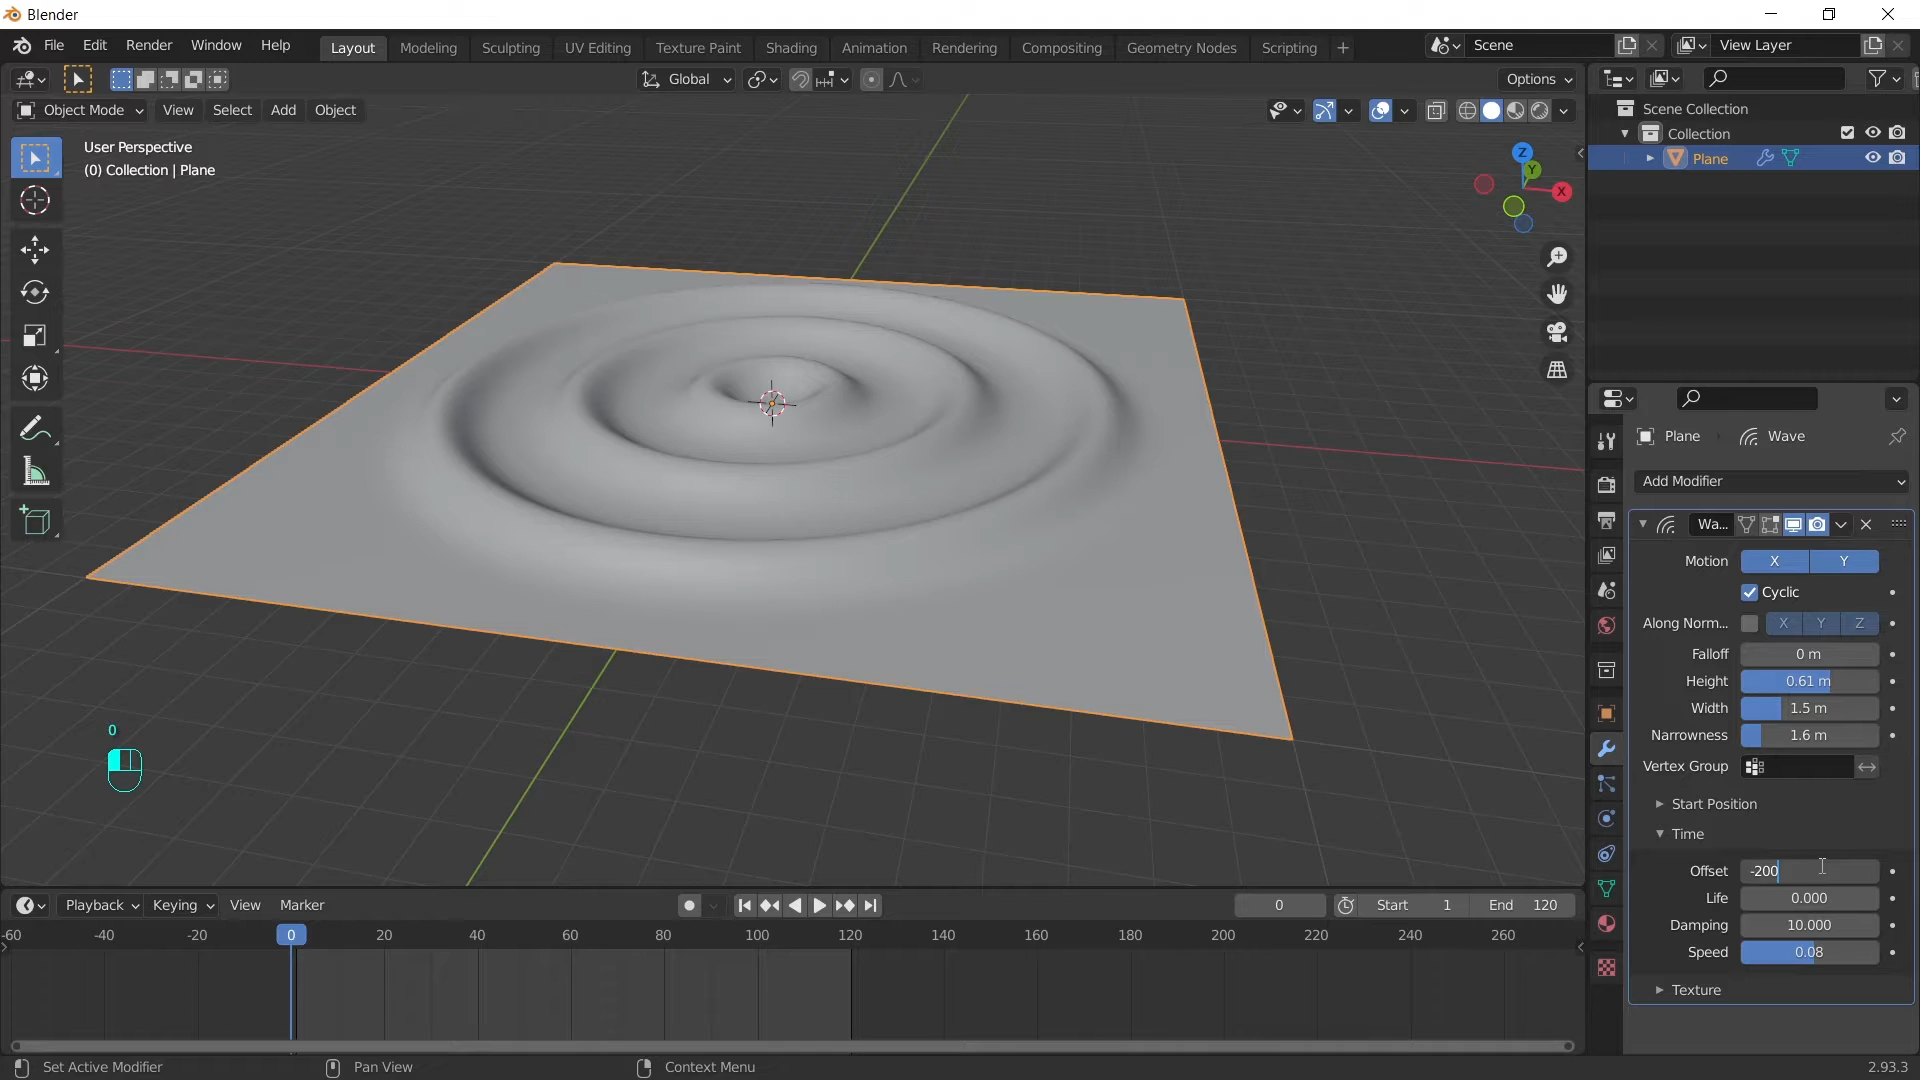 Blender
File Edit Render Window Help Layout Modeling Sculpting UV Editing Texture Paint Shading Animation Rendering Compositing Geometry Nodes Scripting + Scene View Layer
Global Options
Object Mode View Select Add Object
User Perspective
(0) Collection | Plane
Z
Y
X
Scene Collection
Collection
Plane
Plane Wave
Add Modifier
Wa...
Motion X Y
Cyclic
Along Norm... X Y Z
Falloff 0 m
Height 0.61 m
Width 1.5 m
Narrowness 1.6 m
Vertex Group
Start Position
Time
Offset -200
Life 0.000
Damping 10.000
Speed 0.08
Texture
0
Playback Keying View Marker 0 Start 1 End 120
-60 -40 -20 0 20 40 60 80 100 120 140 160 180 200 220 240 260
Set Active Modifier Pan View Context Menu 2.93.3